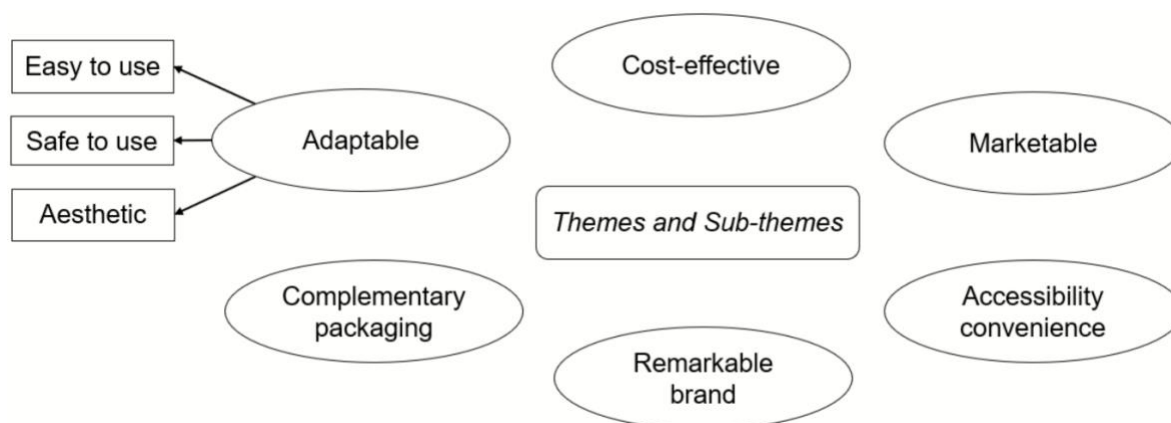 Easy to use
Safe to use
Aesthetic
Adaptable
Cost-effective
Marketable
Themes and Sub-themes
Complementary
packaging
Remarkable
brand
Accessibility
convenience